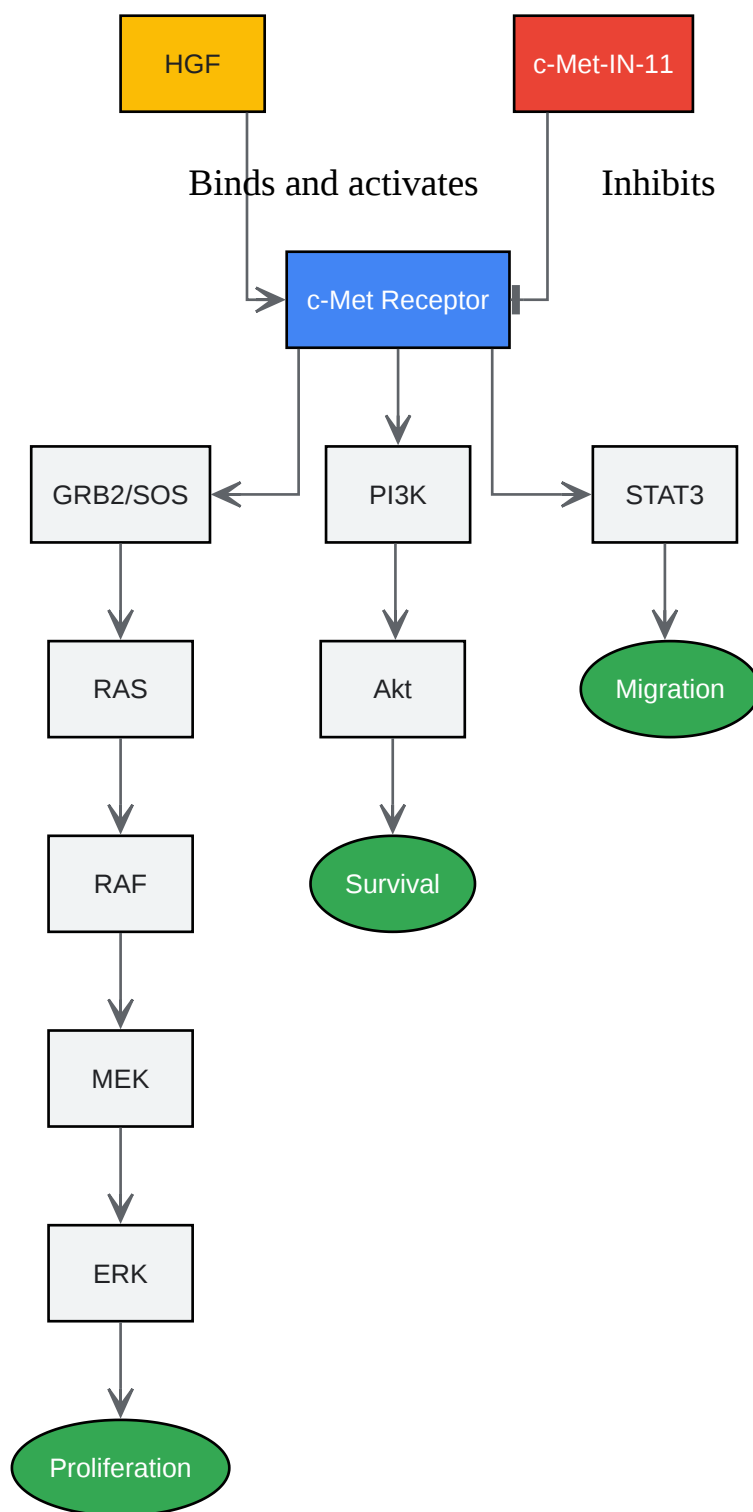 HGF
c-Met-IN-11
Binds and activates
Inhibits
c-Met Receptor
GRB2/SOS
PI3K
STAT3
RAS
Akt
Migration
RAF
Survival
MEK
ERK
Proliferation